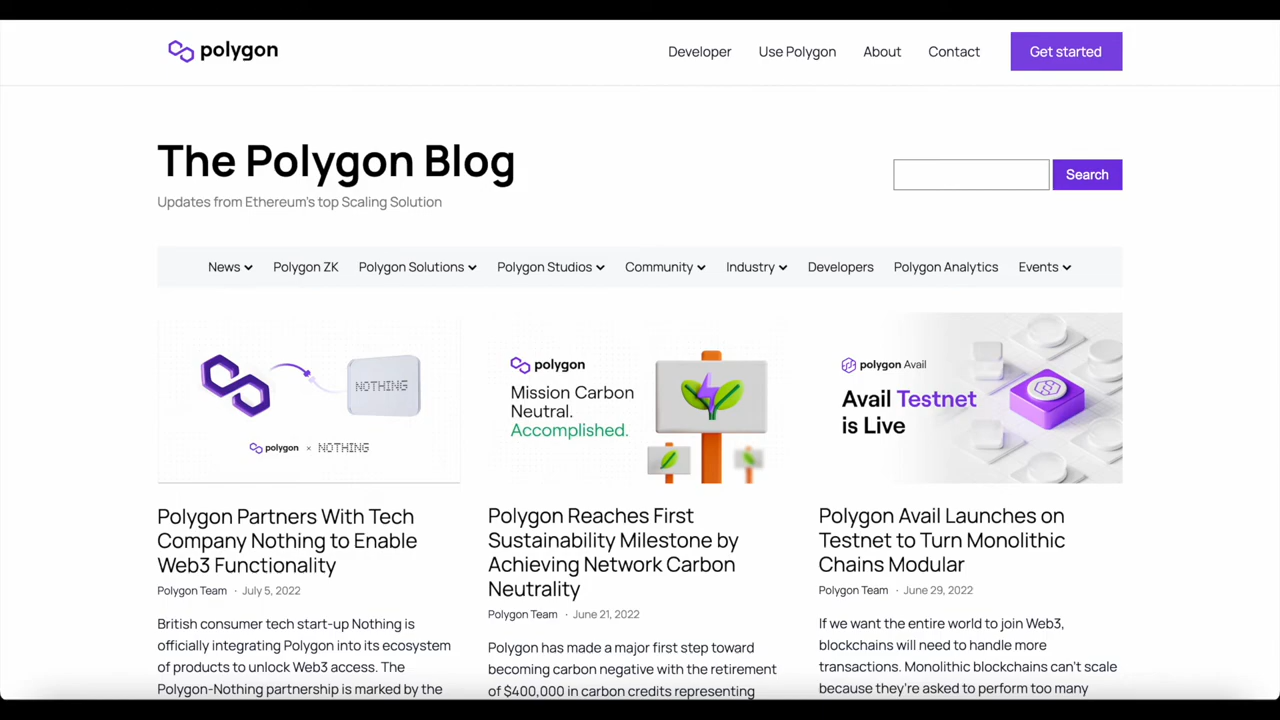 polygon
Developer
Use Polygon
About
Contact
Get started
The Polygon Blog
Updates from Ethereum's top Scaling Solution
Search
News
Polygon ZK
Polygon Solutions
Polygon Studios
Community
Industry
Developers
Polygon Analytics
Events
NOTHING
polygon × NOTHING
polygon
Mission Carbon
Neutral.
Accomplished.
polygon Avail
Avail Testnet
is Live
Polygon Partners With Tech
Company Nothing to Enable
Web3 Functionality
Polygon Team · July 5, 2022
British consumer tech start-up Nothing is
officially integrating Polygon into its ecosystem
of products to unlock Web3 access. The
Polygon-Nothing partnership is marked by the
Polygon Reaches First
Sustainability Milestone by
Achieving Network Carbon
Neutrality
Polygon Team · June 21, 2022
Polygon has made a major first step toward
becoming carbon negative with the retirement
of $400,000 in carbon credits representing
Polygon Avail Launches on
Testnet to Turn Monolithic
Chains Modular
Polygon Team · June 29, 2022
If we want the entire world to join Web3,
blockchains will need to handle more
transactions. Monolithic blockchains can't scale
because they're asked to perform too many